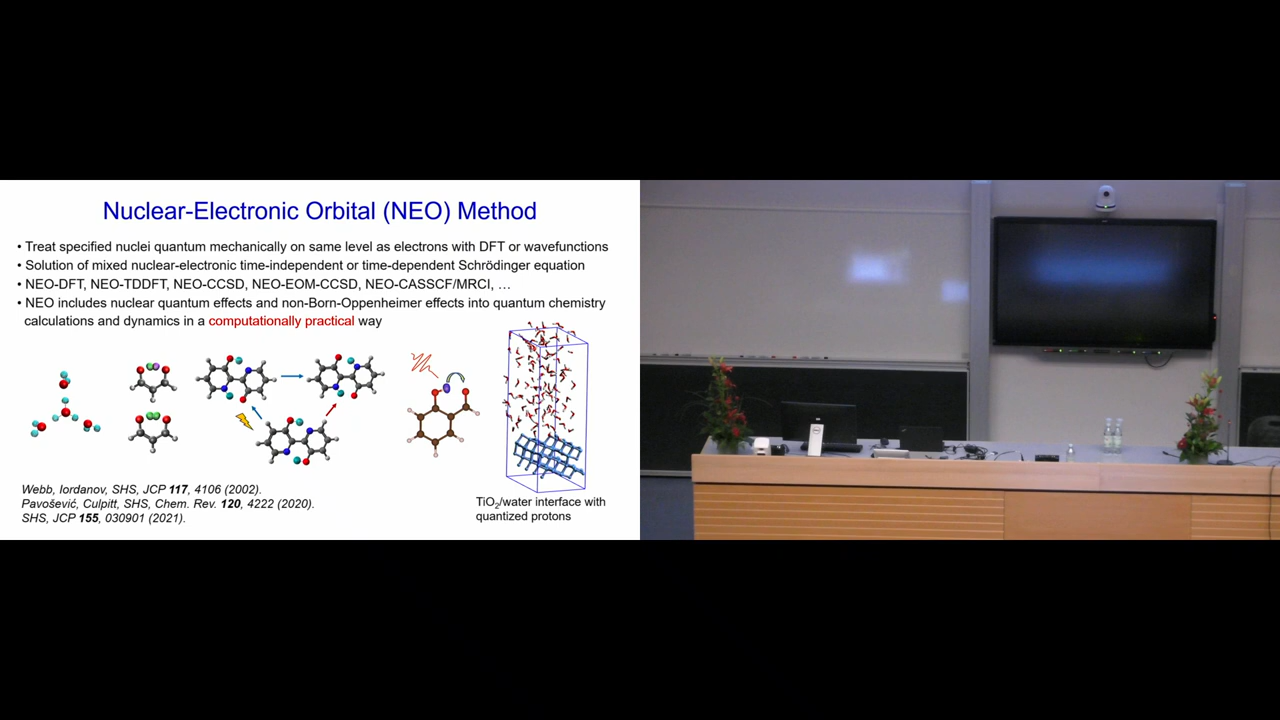 Nuclear-Electronic Orbital (NEO) Method
• Treat specified nuclei quantum mechanically on same level as electrons with DFT or wavefunctions
• Solution of mixed nuclear-electronic time-independent or time-dependent Schrödinger equation
• NEO-DFT, NEO-TDDFT, NEO-CCSD, NEO-EOM-CCSD, NEO-CASSCF/MRCI, …
• NEO includes nuclear quantum effects and non-Born-Oppenheimer effects into quantum chemistry
calculations and dynamics in a computationally practical way
Webb, Iordanov, SHS, JCP 117, 4106 (2002).
Pavošević, Culpitt, SHS, Chem. Rev. 120, 4222 (2020).
SHS, JCP 155, 030901 (2021).
TiO₂/water interface with
quantized protons